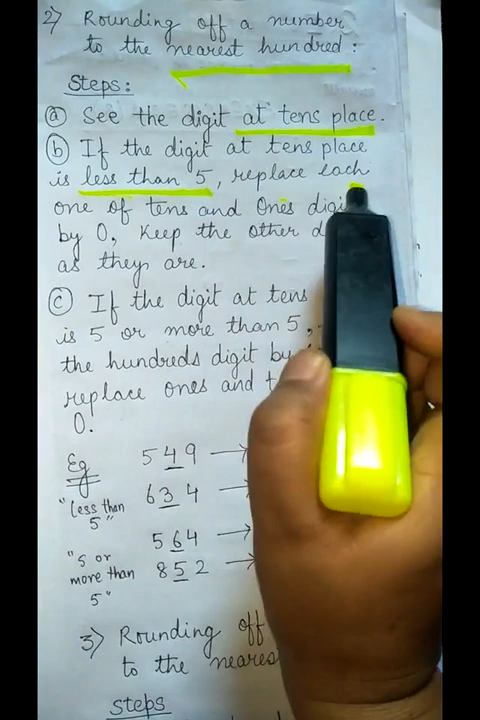 2) Rounding off a number
to the nearest hundred:
Steps:
(a) See the digit at tens place.
(b) If the digit at tens place
is less than 5, replace each
one of tens and Ones
by 0, Keep the other
as they are.
(c) If the digit at tens
is 5 or more than 5,
the hundreds digit by
replace ones and
0.
Eg 549 →
"less than 5" 634 →
564 →
"5 or more than 5" 852 →
3) Rounding off
to the nearest
Steps